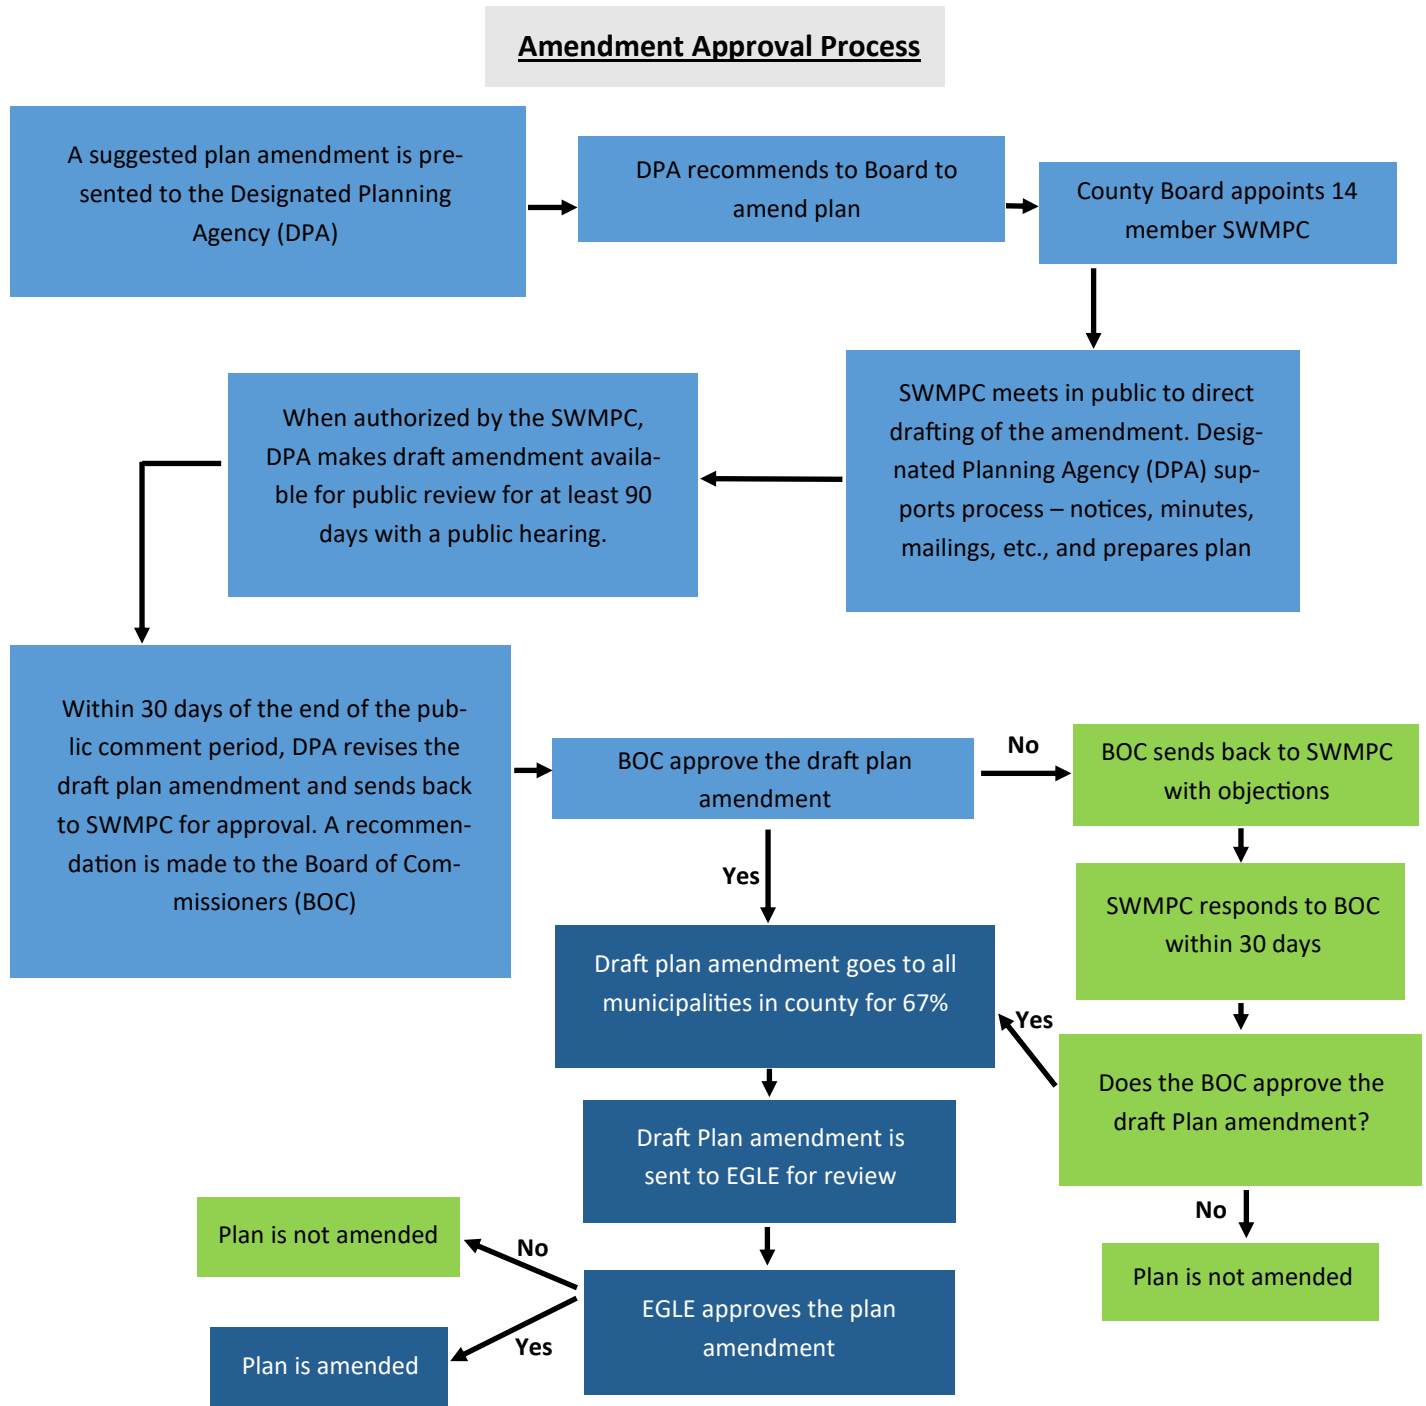 Amendment Approval Process
A suggested plan amendment is pre-
sented to the Designated Planning
Agency (DPA)
DPA recommends to Board to
amend plan
County Board appoints 14
member SWMPC
SWMPC meets in public to direct
drafting of the amendment. Desig-
nated Planning Agency (DPA) sup-
ports process – notices, minutes,
mailings, etc., and prepares plan
When authorized by the SWMPC,
DPA makes draft amendment availa-
ble for public review for at least 90
days with a public hearing.
Within 30 days of the end of the pub-
lic comment period, DPA revises the
draft plan amendment and sends back
to SWMPC for approval. A recommen-
dation is made to the Board of Com-
missioners (BOC)
BOC approve the draft plan
amendment
No
BOC sends back to SWMPC
with objections
Yes
SWMPC responds to BOC
within 30 days
Draft plan amendment goes to all
municipalities in county for 67%
Yes
Does the BOC approve the
draft Plan amendment?
Draft Plan amendment is
sent to EGLE for review
No
Plan is not amended
EGLE approves the plan
amendment
No
Plan is not amended
Yes
Plan is amended